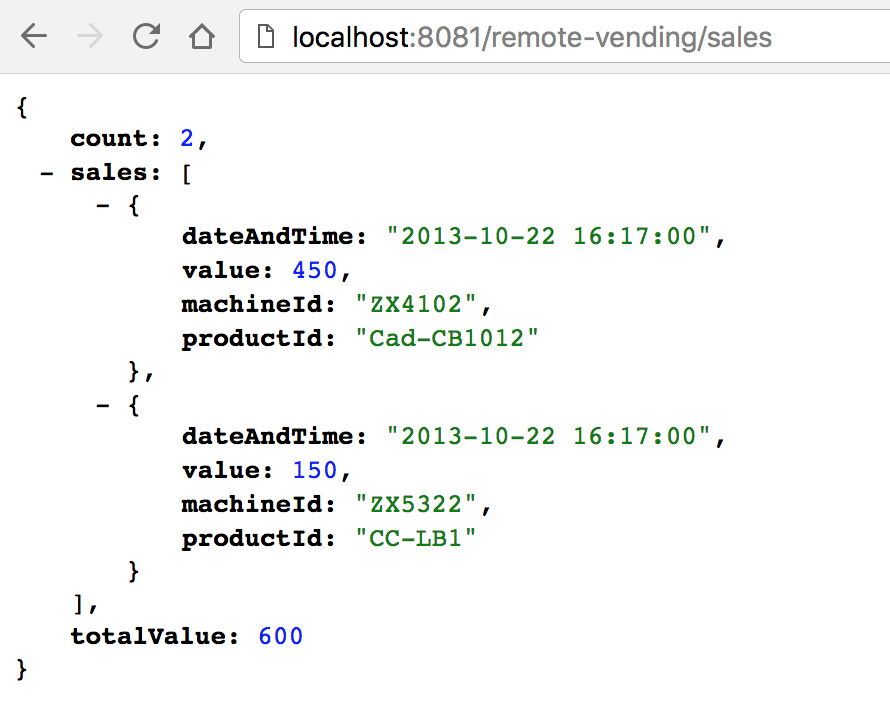 localhost:8081/remote-vending/sales
{
count: 2,
- sales: [
- {
dateAndTime: "2013-10-22 16:17:00",
value: 450,
machineId: "ZX4102",
productId: "Cad-CB1012"
},
- {
dateAndTime: "2013-10-22 16:17:00",
value: 150,
machineId: "ZX5322",
productId: "CC-LB1"
}
],
totalValue: 600
}